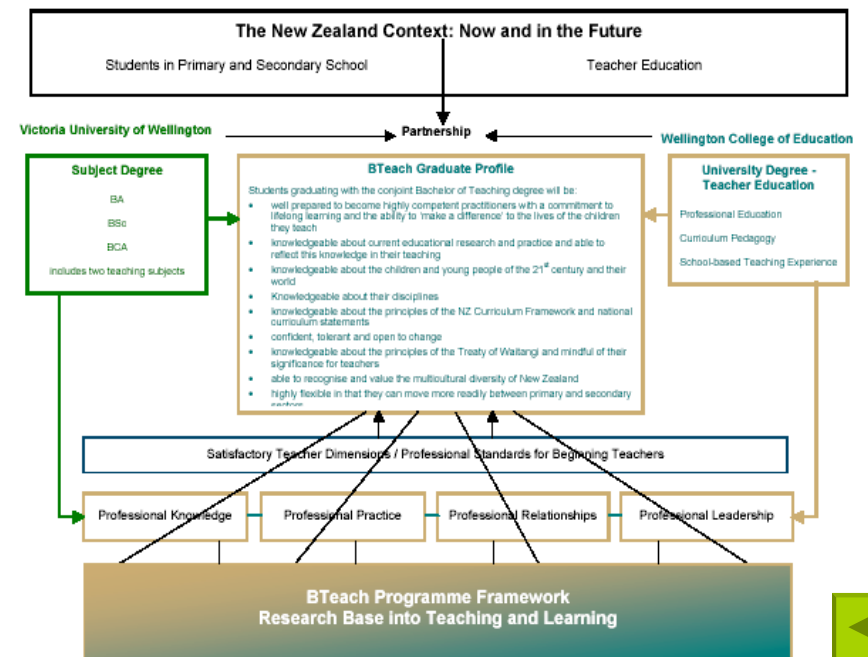 The New Zealand Context: Now and in the Future
Students in Primary and Secondary School
Teacher Education
Victoria University of Wellington
Partnership
Wellington College of Education
Subject Degree
BA
BSc
BCA
includes two teaching subjects
BTeach Graduate Profile
Students graduating with the conjoint Bachelor of Teaching degree will be:
• well prepared to become highly competent practitioners with a commitment to
lifelong learning and the ability to 'make a difference' to the lives of the children
they teach
• knowledgeable about current educational research and practice and able to
reflect this knowledge in their teaching
• knowledgeable about the children and young people of the 21st century and their
world
• Knowledgeable about their disciplines
• knowledgeable about the principles of the NZ Curriculum Framework and national
curriculum statements
• confident, tolerant and open to change
• knowledgeable about the principles of the Treaty of Waitangi and mindful of their
significance for teachers
• able to recognise and value the multicultural diversity of New Zealand
• highly flexible in that they can move more readily between primary and secondary
sectors
University Degree -
Teacher Education
Professional Education
Curriculum Pedagogy
School-based Teaching Experience
Satisfactory Teacher Dimensions / Professional Standards for Beginning Teachers
Professional Knowledge
Professional Practice
Professional Relationships
Professional Leadership
BTeach Programme Framework
Research Base into Teaching and Learning